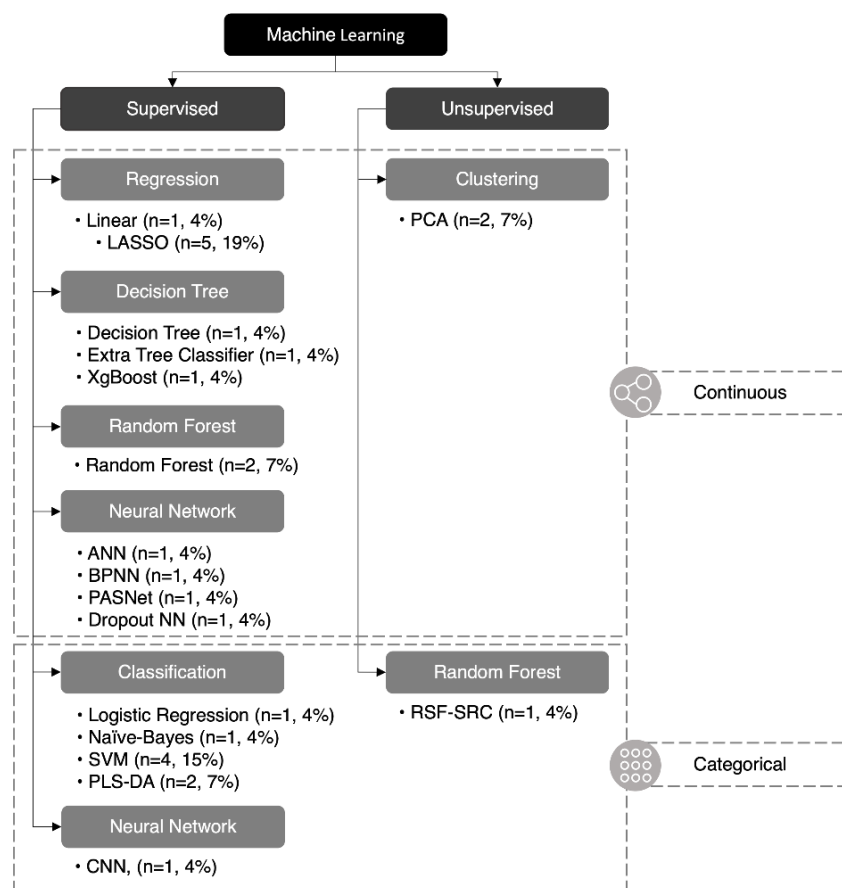 Machine Learning
Supervised
Unsupervised
Regression
• Linear (n=1, 4%)
• LASSO (n=5, 19%)
Clustering
• PCA (n=2, 7%)
Decision Tree
• Decision Tree (n=1, 4%)
• Extra Tree Classifier (n=1, 4%)
• XgBoost (n=1, 4%)
Continuous
Random Forest
• Random Forest (n=2, 7%)
Neural Network
• ANN (n=1, 4%)
• BPNN (n=1, 4%)
• PASNet (n=1, 4%)
• Dropout NN (n=1, 4%)
Classification
• Logistic Regression (n=1, 4%)
• Naïve-Bayes (n=1, 4%)
• SVM (n=4, 15%)
• PLS-DA (n=2, 7%)
Random Forest
• RSF-SRC (n=1, 4%)
Categorical
Neural Network
• CNN, (n=1, 4%)